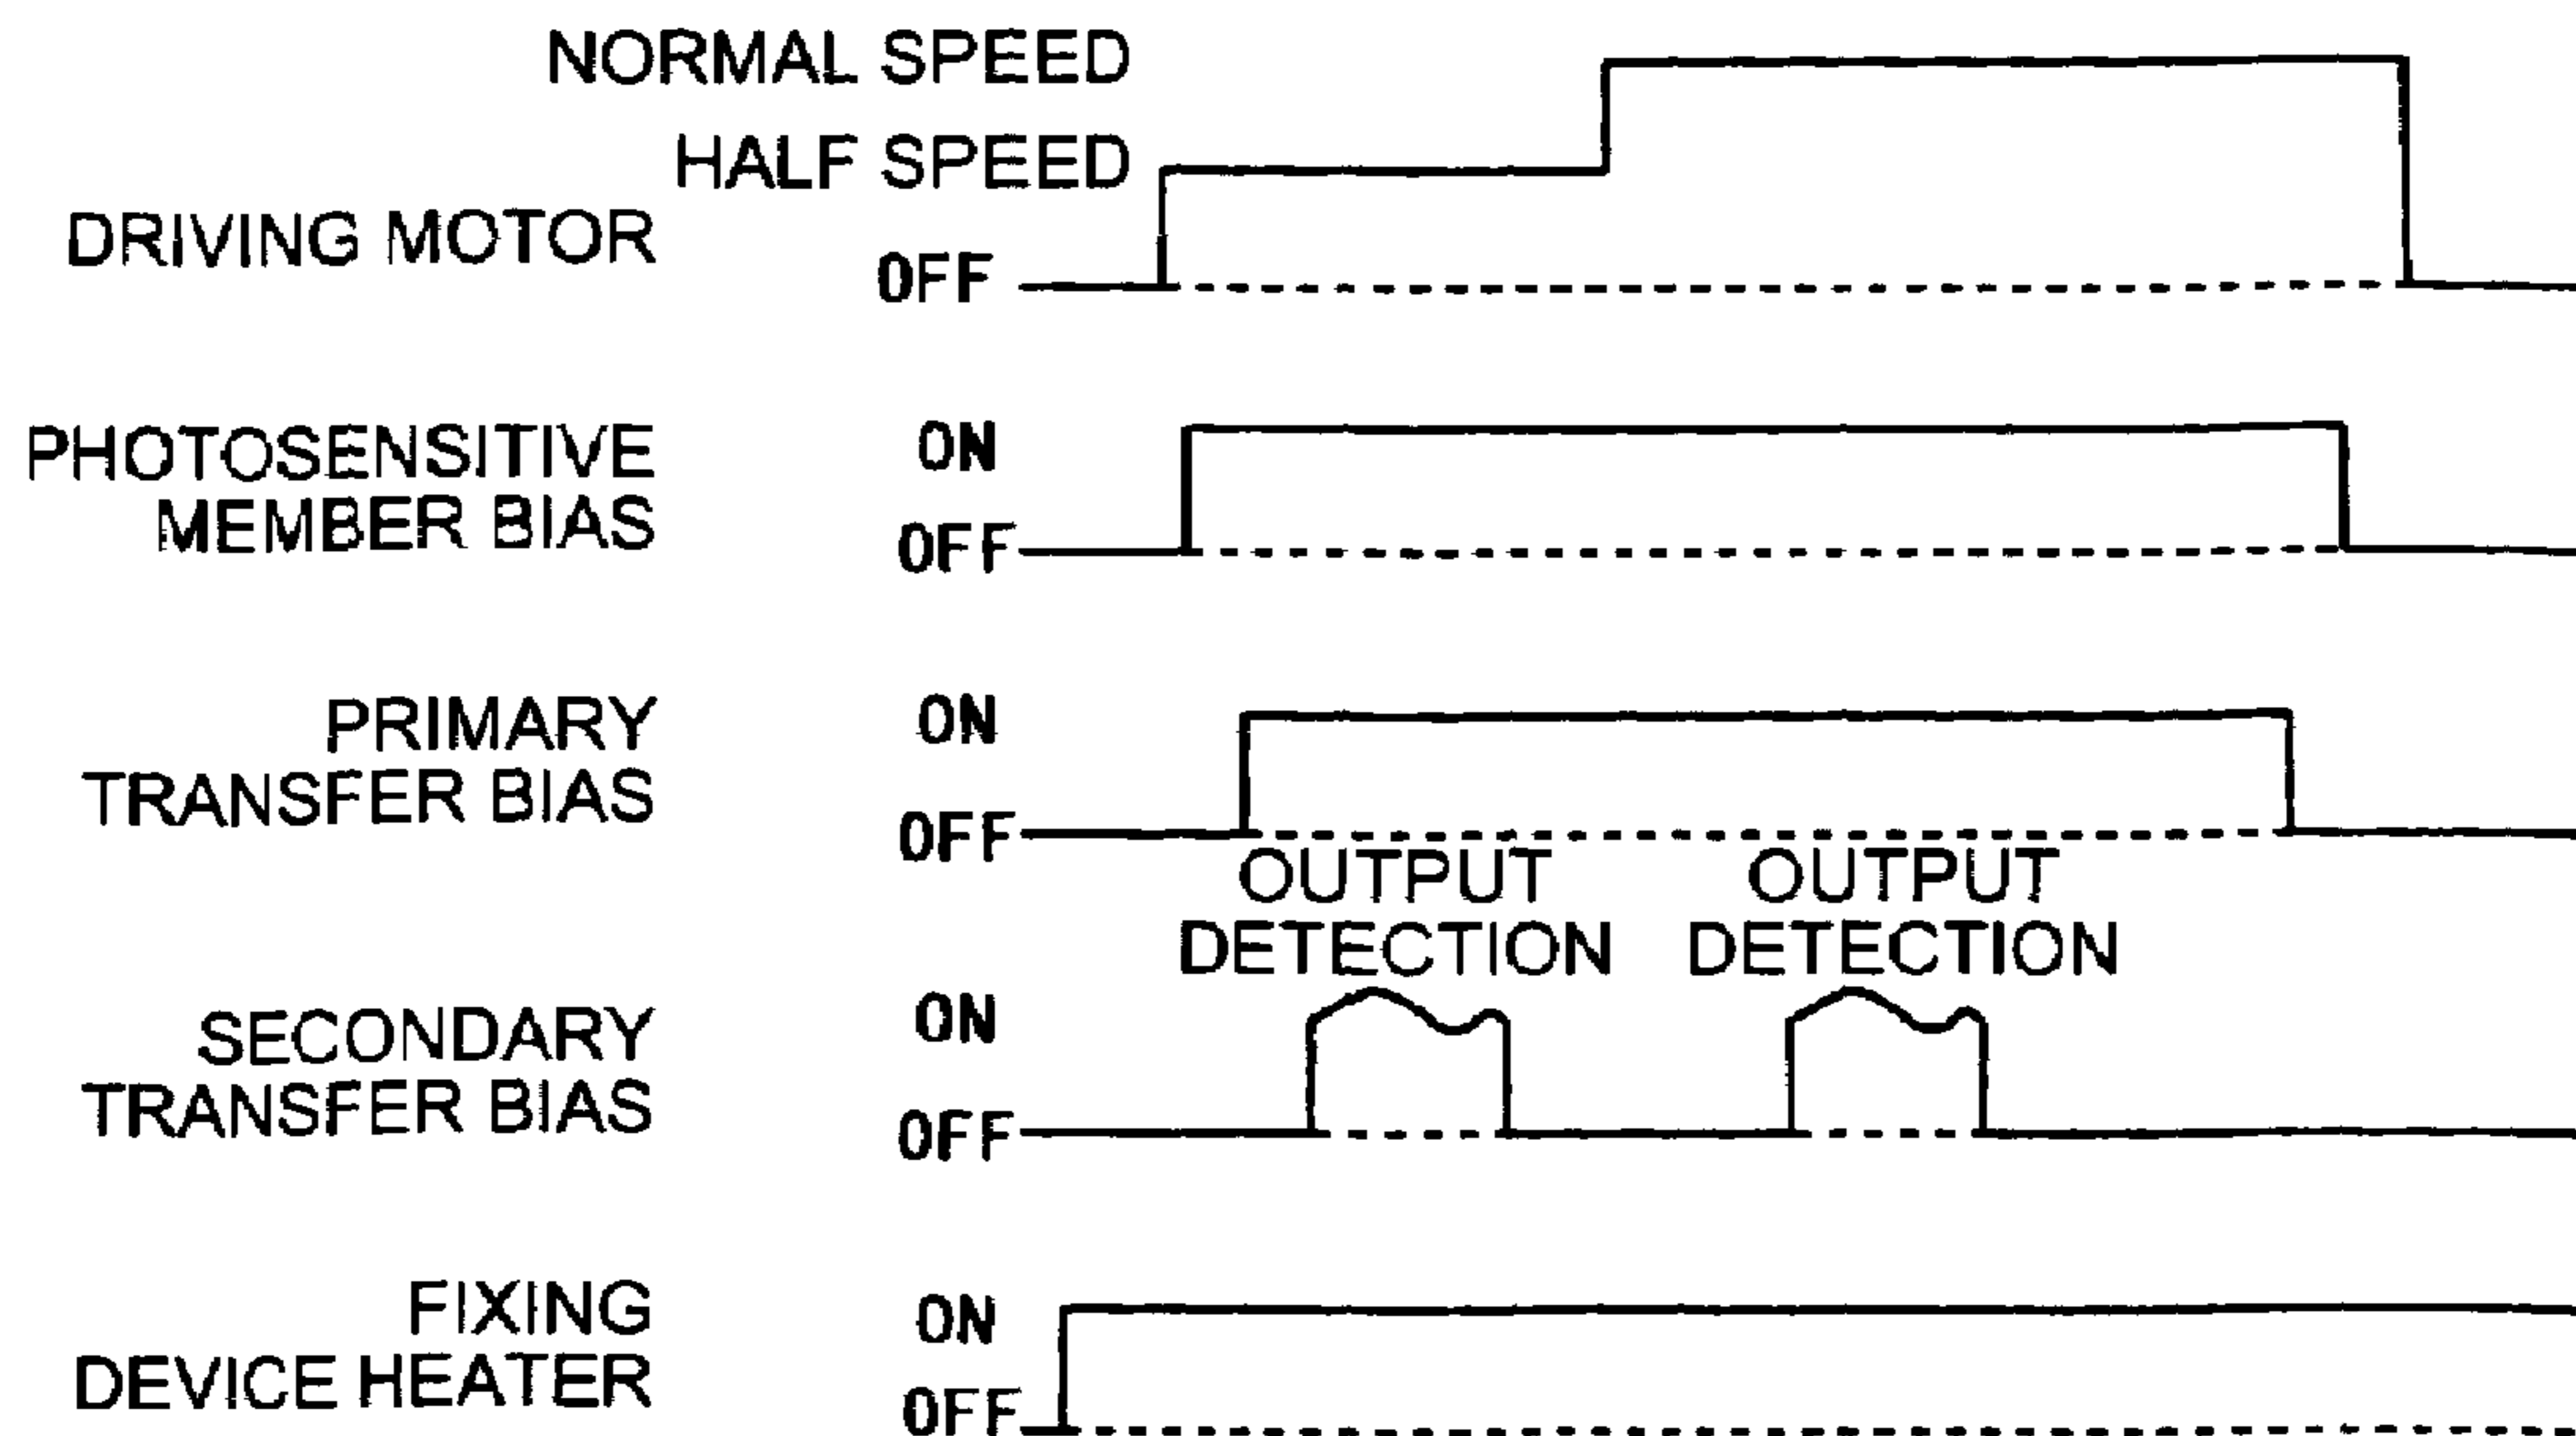 NORMAL SPEED
HALF SPEED
DRIVING MOTOR
OFF
PHOTOSENSITIVE
MEMBER BIAS
ON
OFF
PRIMARY
TRANSFER BIAS
ON
OFF
OUTPUT
DETECTION
OUTPUT
DETECTION
SECONDARY
TRANSFER BIAS
ON
OFF
FIXING
DEVICE HEATER
ON
OFF